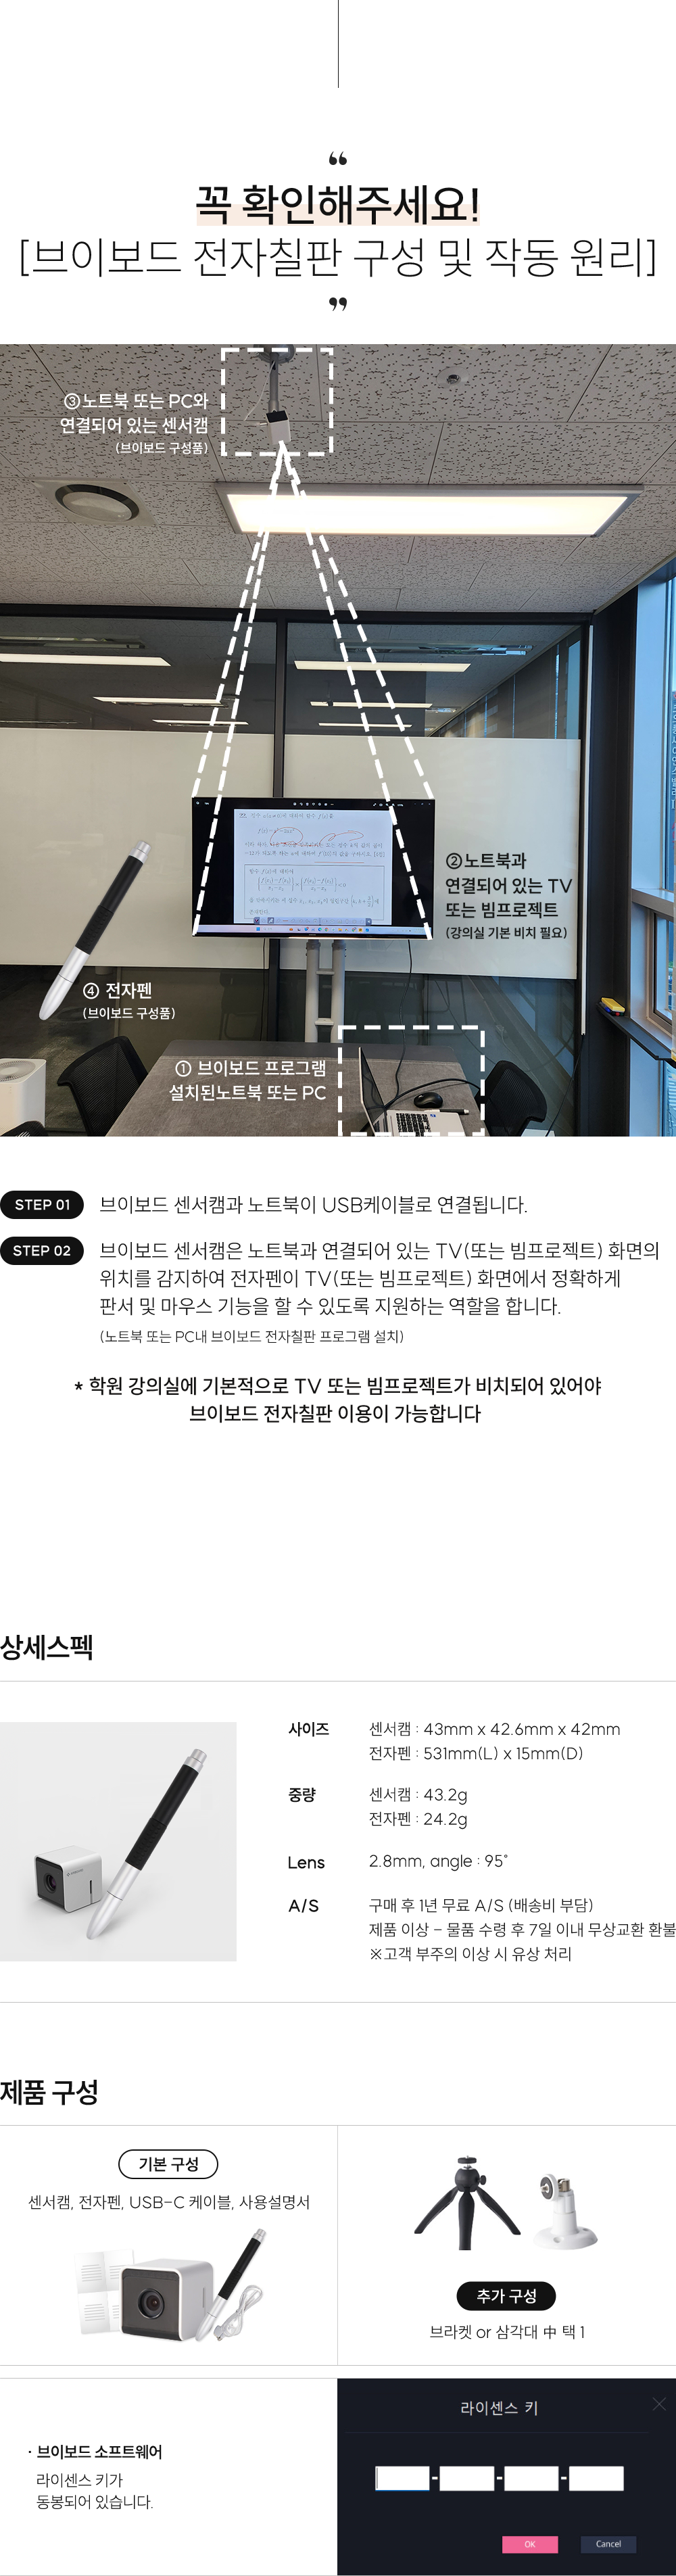 “
꼭 확인해주세요!
[브이보드 전자칠판 구성 및 작동 원리]
”
③노트북 또는 PC와
연결되어 있는 센서캠
(브이보드 구성품)
②노트북과
연결되어 있는 TV
또는 빔프로젝트
(강의실 기본 비치 필요)
④ 전자펜
(브이보드 구성품)
① 브이보드 프로그램
설치된노트북 또는 PC
STEP 01
브이보드 센서캠과 노트북이 USB케이블로 연결됩니다.
STEP 02
브이보드 센서캠은 노트북과 연결되어 있는 TV(또는 빔프로젝트) 화면의
위치를 감지하여 전자펜이 TV(또는 빔프로젝트) 화면에서 정확하게
판서 및 마우스 기능을 할 수 있도록 지원하는 역할을 합니다.
(노트북 또는 PC내 브이보드 전자칠판 프로그램 설치)
* 학원 강의실에 기본적으로 TV 또는 빔프로젝트가 비치되어 있어야
브이보드 전자칠판 이용이 가능합니다
상세스펙
사이즈
센서캠 : 43mm x 42.6mm x 42mm
전자펜 : 531mm(L) x 15mm(D)
중량
센서캠 : 43.2g
전자펜 : 24.2g
Lens
2.8mm, angle : 95˚
A/S
구매 후 1년 무료 A/S (배송비 부담)
제품 이상 - 물품 수령 후 7일 이내 무상교환 환불
※고객 부주의 이상 시 유상 처리
제품 구성
기본 구성
센서캠, 전자펜, USB-C 케이블, 사용설명서
추가 구성
브라켓 or 삼각대 中 택 1
· 브이보드 소프트웨어
라이센스 키가
동봉되어 있습니다.
라이센스 키
OK
Cancel